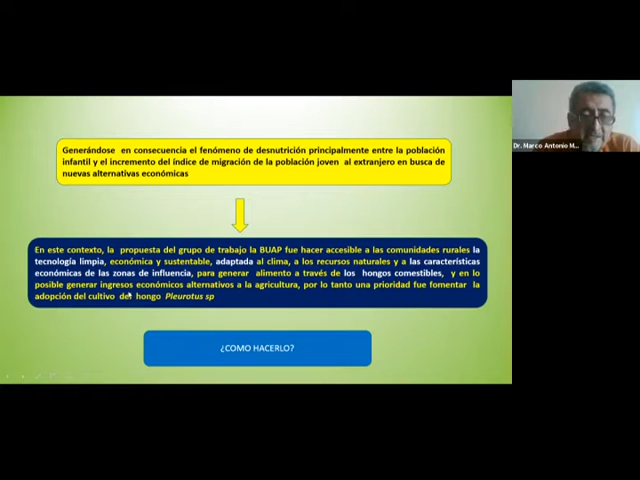 Generándose en consecuencia el fenómeno de desnutrición principalmente entre la población
infantil y el incremento del índice de migración de la población joven al extranjero en busca de
nuevas alternativas económicas
En este contexto, la propuesta del grupo de trabajo la BUAP fue hacer accesible a las comunidades rurales la
tecnología limpia, económica y sustentable, adaptada al clima, a los recursos naturales y a las características
económicas de las zonas de influencia, para generar alimento a través de los hongos comestibles, y en lo
posible generar ingresos económicos alternativos a la agricultura, por lo tanto una prioridad fue fomentar la
adopción del cultivo del hongo Pleurotus sp
¿COMO HACERLO?
Dr. Marco Antonio M...